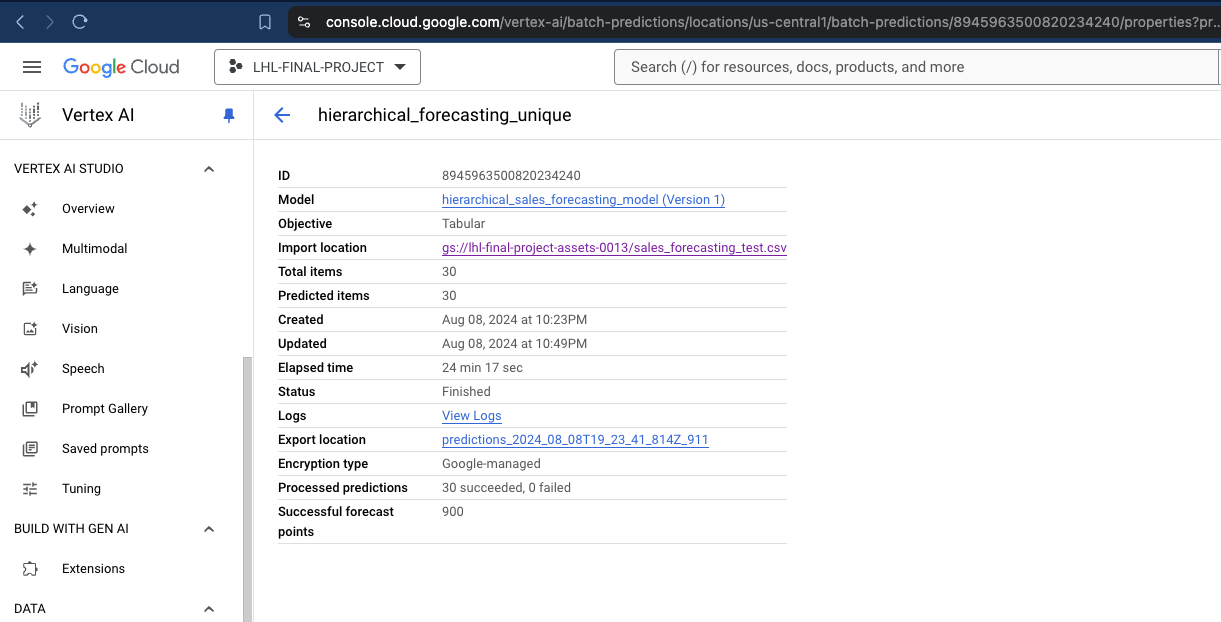 console.cloud.google.com/vertex-ai/batch-predictions/locations/us-central1/batch-predictions/8945963500820234240/properties?pr...
Google Cloud
LHL-FINAL-PROJECT
Search (/) for resources, docs, products, and more
Vertex AI
hierarchical_forecasting_unique
VERTEX AI STUDIO
Overview
Multimodal
Language
Vision
Speech
Prompt Gallery
Saved prompts
Tuning
BUILD WITH GEN AI
Extensions
DATA
ID 8945963500820234240
Model hierarchical_sales_forecasting_model (Version 1)
Objective Tabular
Import location gs://lhl-final-project-assets-0013/sales_forecasting_test.csv
Total items 30
Predicted items 30
Created Aug 08, 2024 at 10:23PM
Updated Aug 08, 2024 at 10:49PM
Elapsed time 24 min 17 sec
Status Finished
Logs View Logs
Export location predictions_2024_08_08T19_23_41_814Z_911
Encryption type Google-managed
Processed predictions 30 succeeded, 0 failed
Successful forecast 900
points